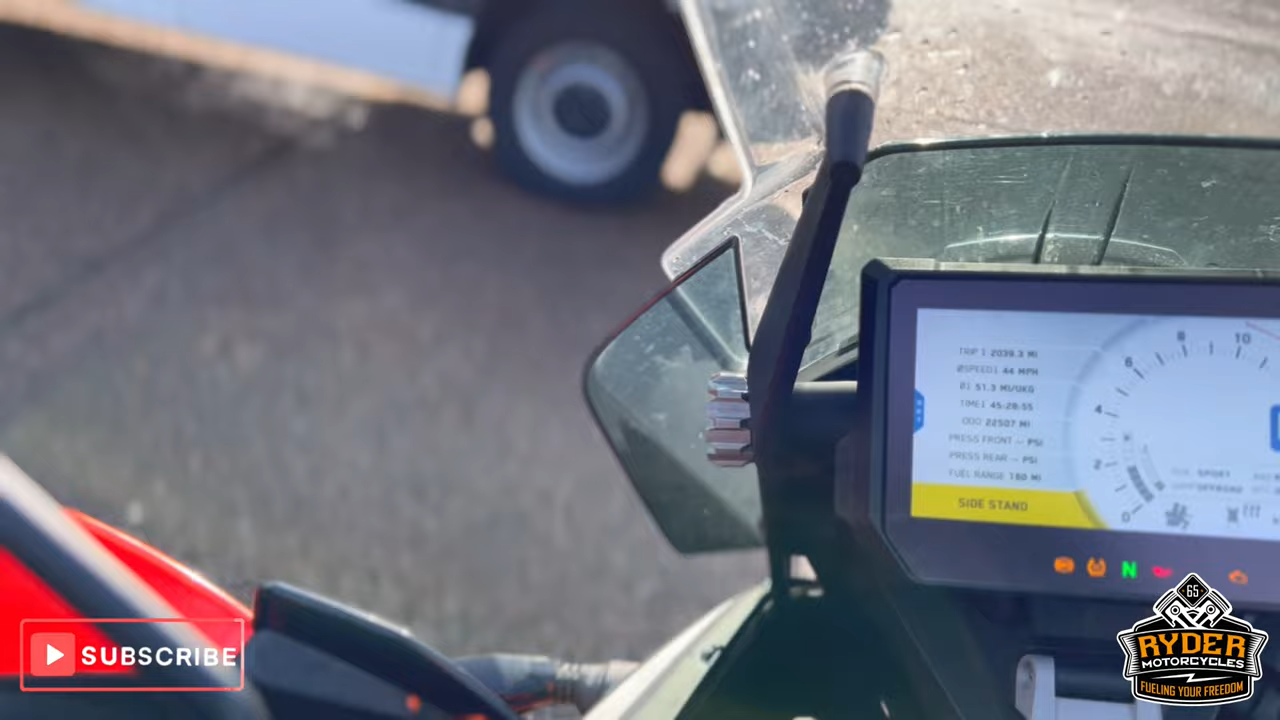 8
10
6
4
2
0
TRIP 1 2039.3 MI
ØSPEED1 44 MPH
Ø1 51.3 MI/UKG
TIME1 45:28:55
ODO 22507 MI
PRESS FRONT -- PSI
PRESS REAR -- PSI
FUEL RANGE 180 MI
SPORT
OFFROAD
SIDE STAND
N
SUBSCRIBE
65
RYDER
MOTORCYCLES
FUELING YOUR FREEDOM